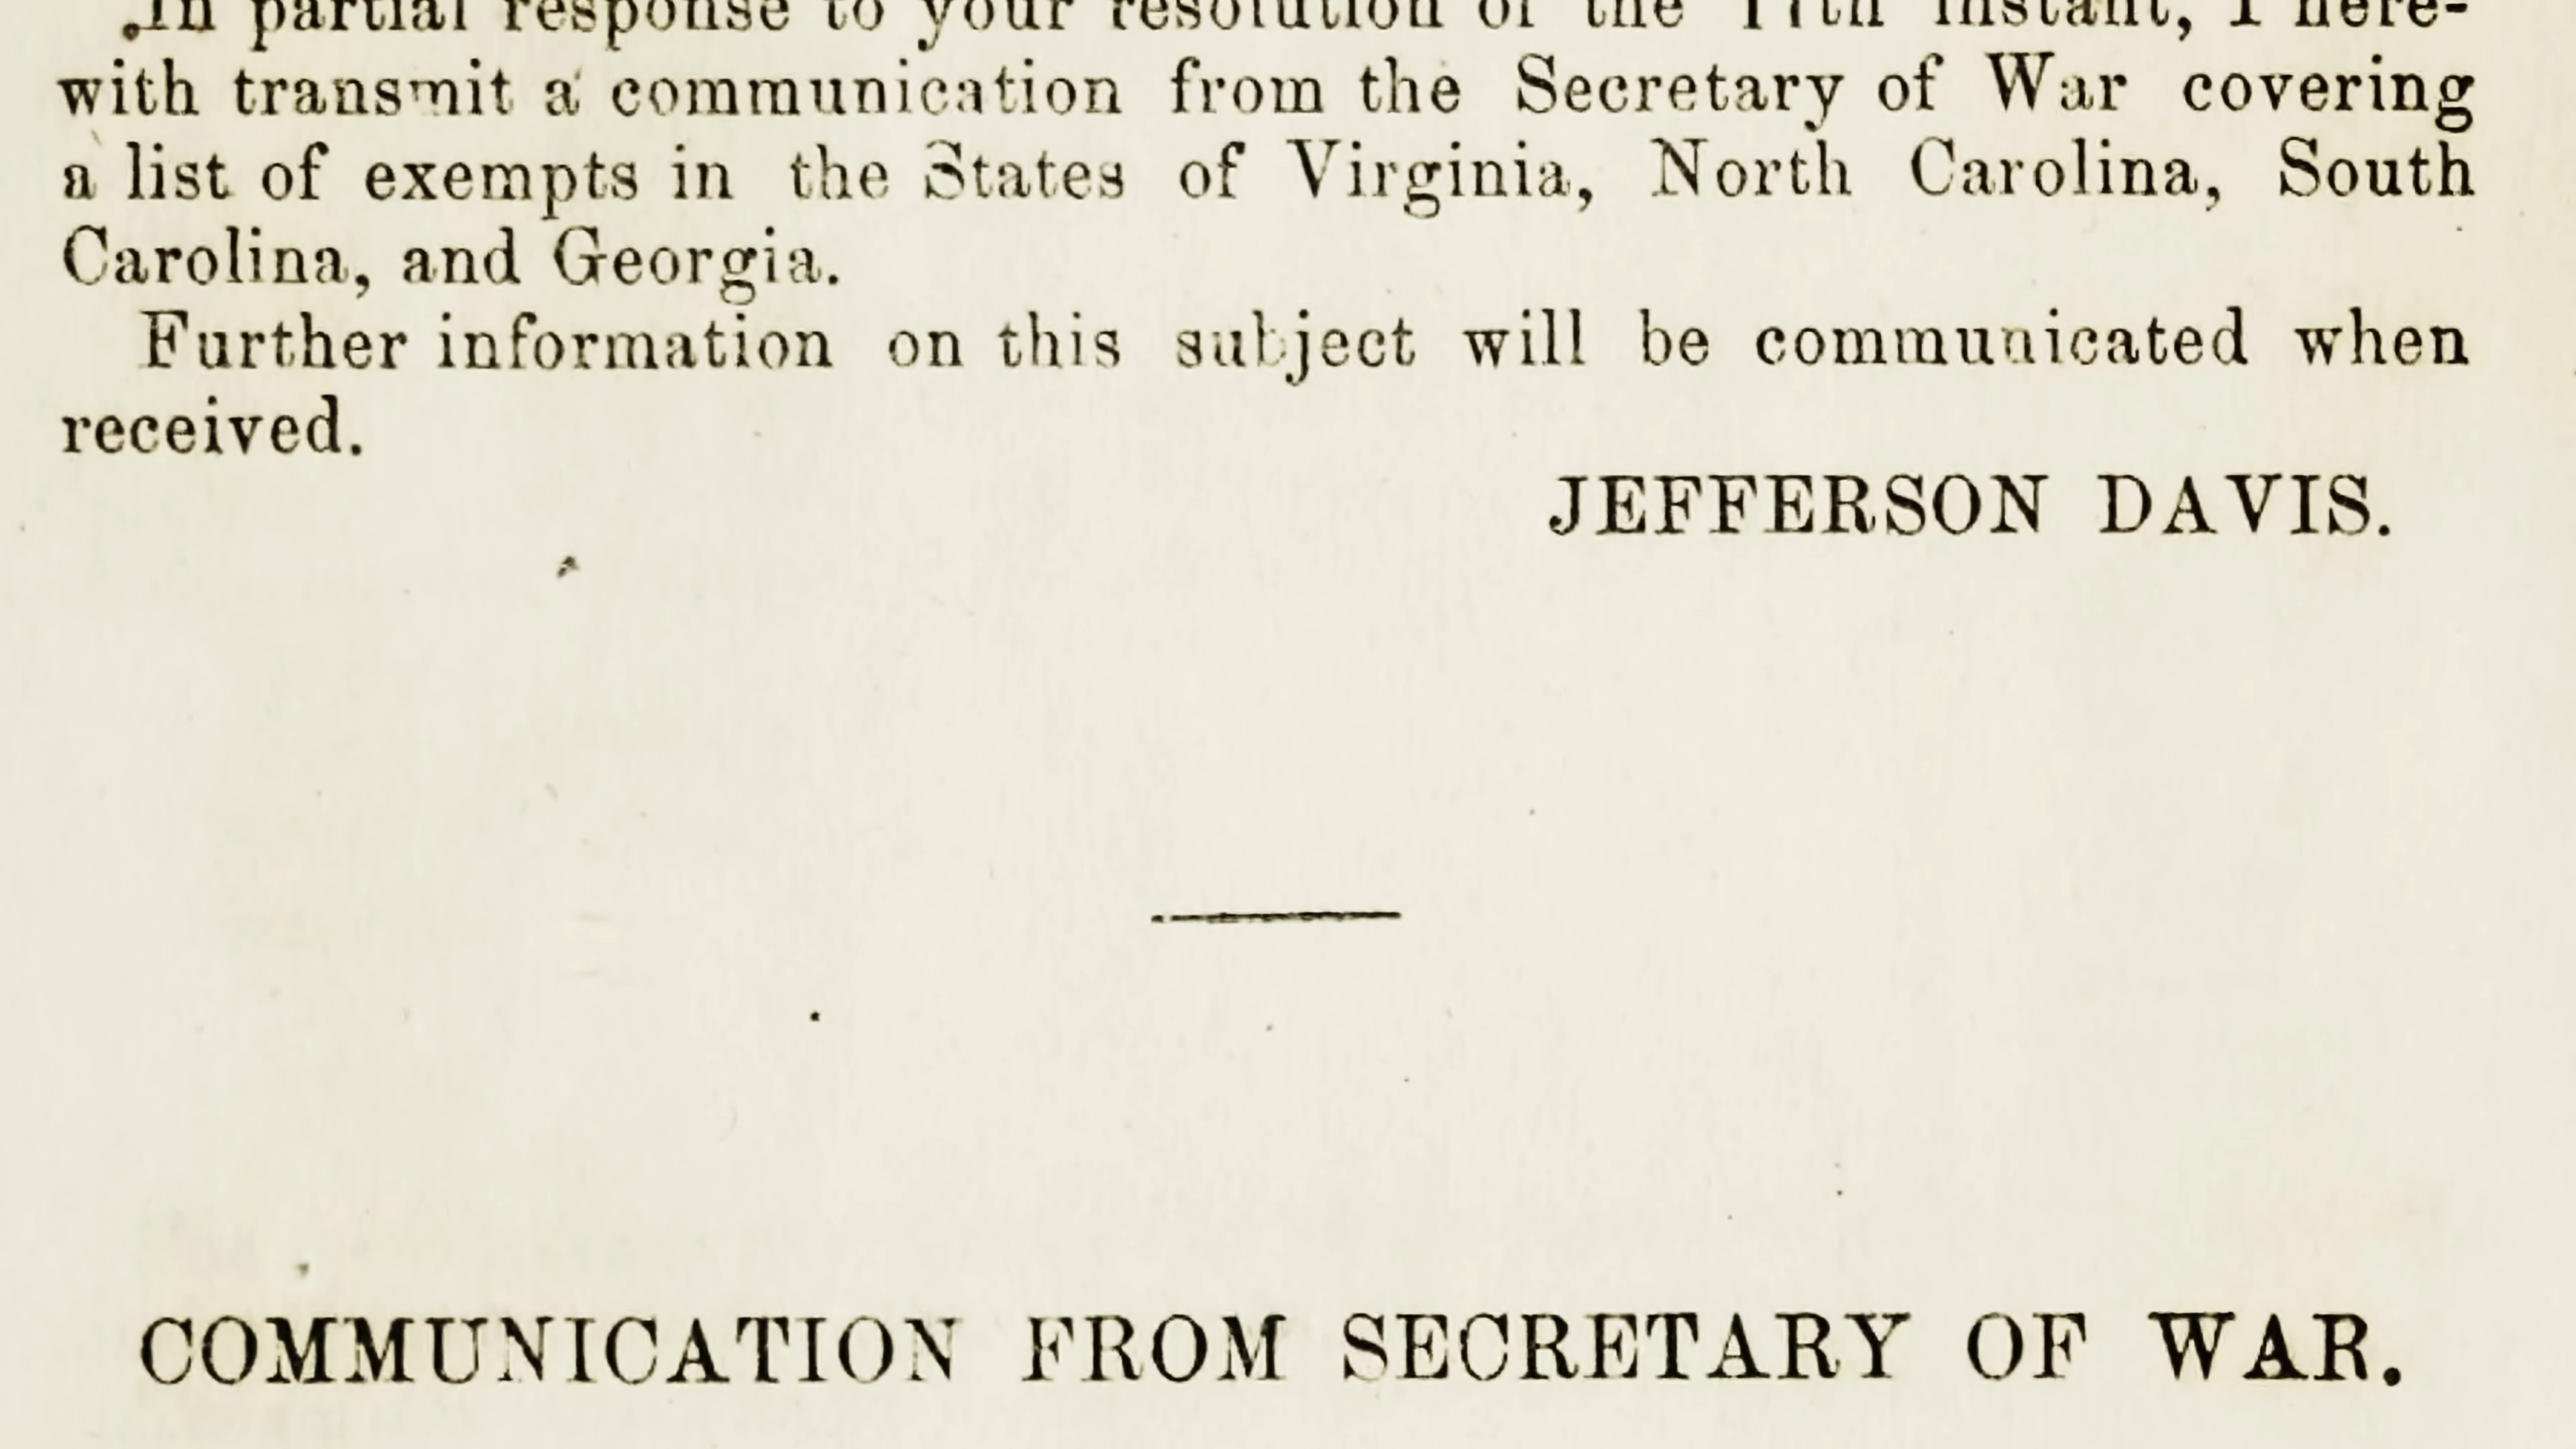 In partial response to your resolution of the instant, I here-
with transmit a communication from the Secretary of War covering
a list of exempts in the States of Virginia, North Carolina, South
Carolina, and Georgia.
Further information on this subject will be communicated when
received.
JEFFERSON DAVIS.
COMMUNICATION FROM SECRETARY OF WAR.